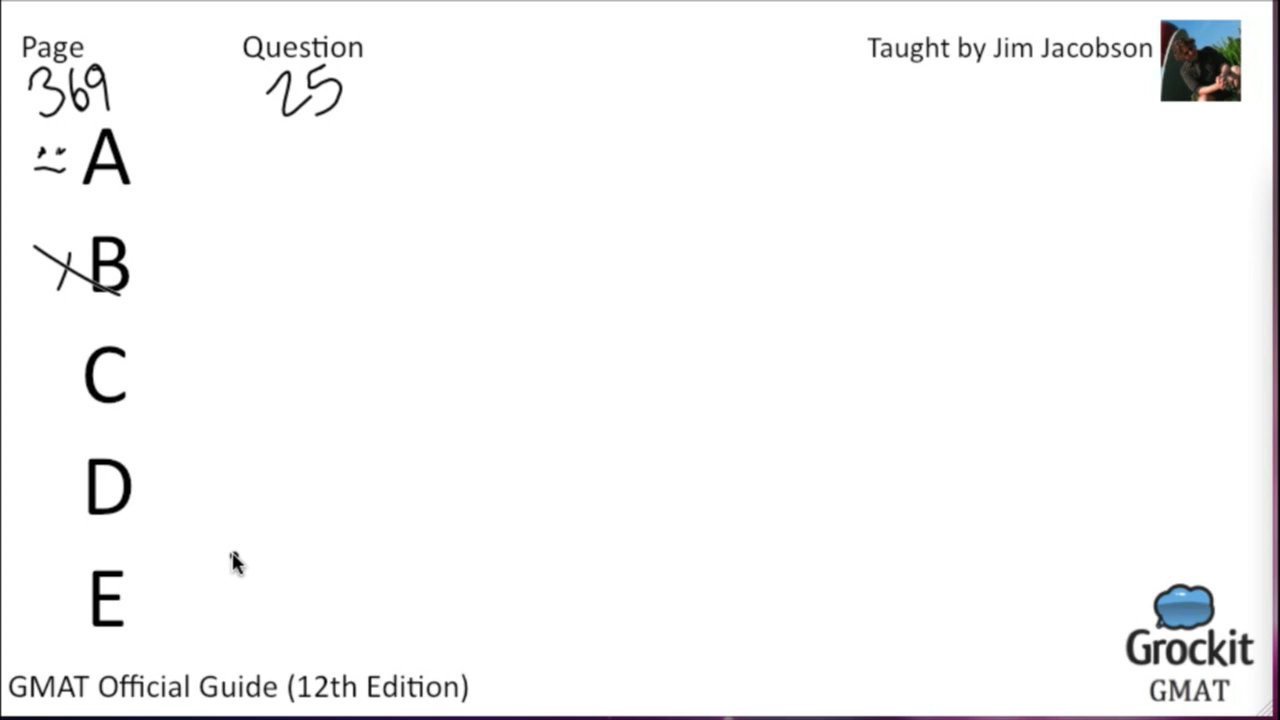 Page Question Taught by Jim Jacobson
369 25
A
B
C
D
E
Grockit
GMAT
GMAT Official Guide (12th Edition)